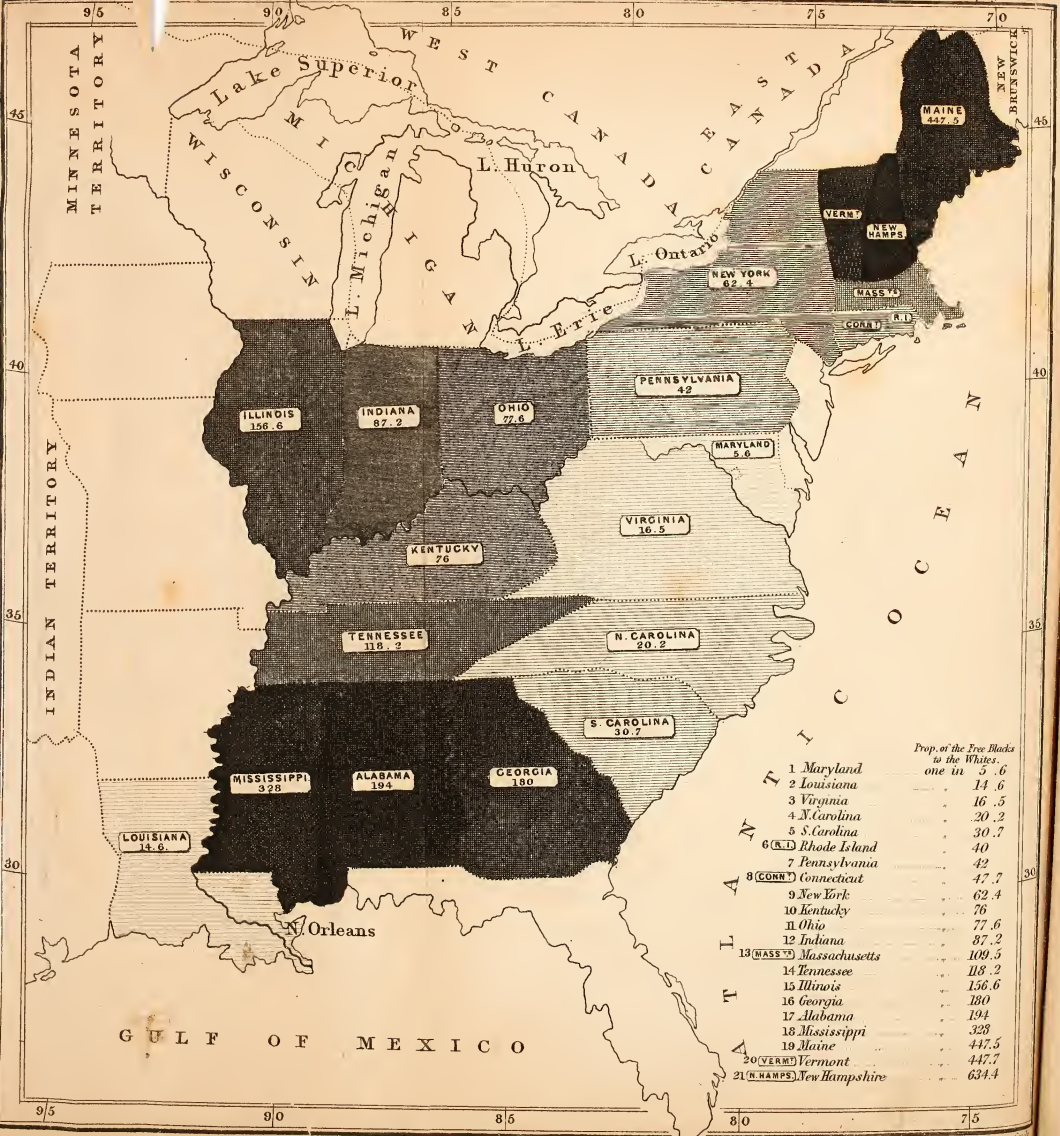 95 90 85 80 75 70
MINNESOTA TERRITORY
Lake Superior
WEST CANADA
EAST CANADA
NEW BRUNSWICK
MAINE
447.5
45
45
MICHIGAN
WISCONSIN
L. Huron
L. Michigan
VERMT
NEW HAMPS.
L. Ontario
NEW YORK
62.4
MASSTS
R.I.
CONNT
L. Erie
40
40
PENNSYLVANIA
42
ILLINOIS
156.6
INDIANA
87.2
OHIO
77.6
MARYLAND
5.6
VIRGINIA
16.5
KENTUCKY
76
INDIAN TERRITORY
35
35
TENNESSEE
118.2
N. CAROLINA
20.2
S. CAROLINA
30.7
MISSISSIPPI
328
ALABAMA
194
GEORGIA
180
LOUISIANA
14.6.
30
30
N. Orleans
GULF OF MEXICO
ATLANTIC OCEAN
Prop. of the Free Blacks
to the Whites.
1 Maryland one in 5.6
2 Louisiana " 14.6
3 Virginia " 16.5
4 N. Carolina " 20.2
5 S. Carolina " 30.7
6 (R.I.) Rhode Island " 40
7 Pennsylvania " 42
8 (CONNT) Connecticut " 47.7
9 New York " 62.4
10 Kentucky " 76
11 Ohio " 77.6
12 Indiana " 87.2
13 (MASSTS) Massachusetts " 109.5
14 Tennessee " 118.2
15 Illinois " 156.6
16 Georgia " 180
17 Alabama " 194
18 Mississippi " 328
19 Maine " 447.5
20 (VERMT) Vermont " 447.7
21 (N.HAMPS.) New Hampshire " 634.4
95 90 85 80 75